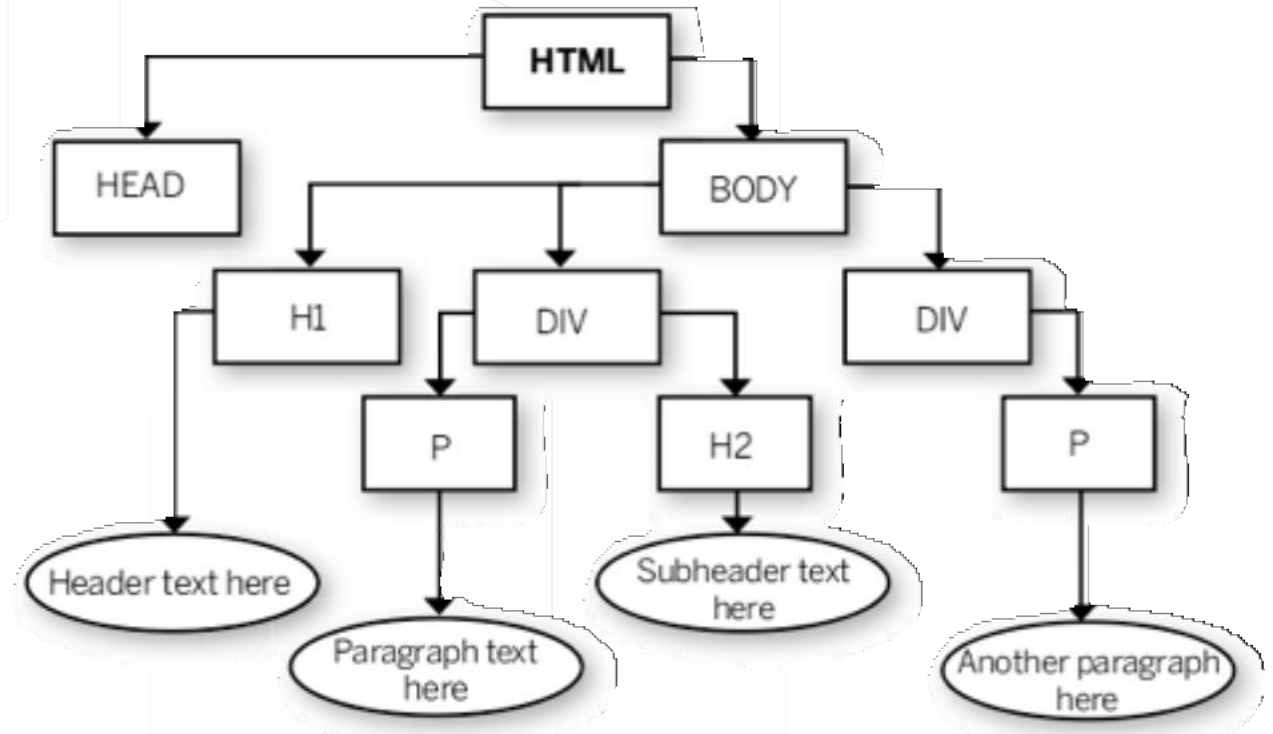 HTML
HEAD
BODY
H1
DIV
DIV
P
H2
P
Header text here
Subheader text
here
Paragraph text
here
Another paragraph
here